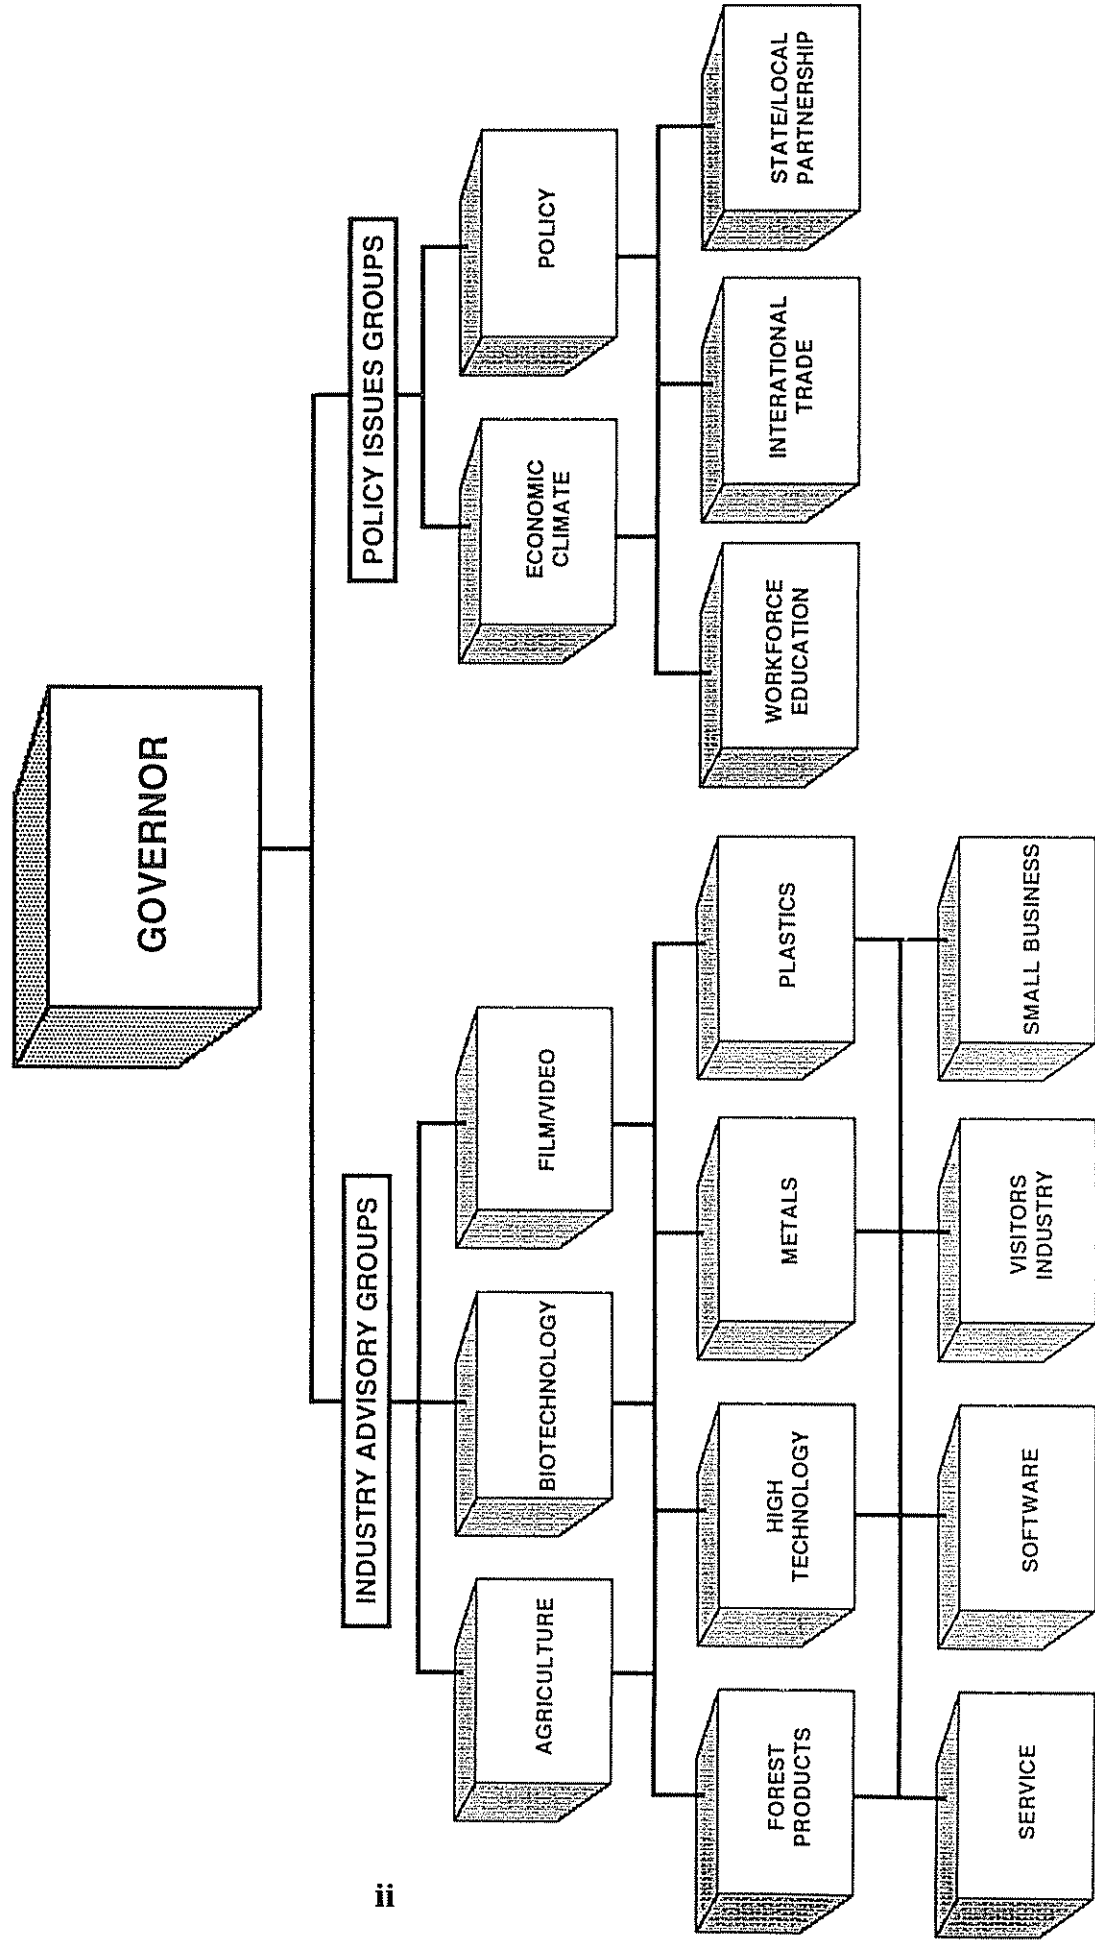 GOVERNOR
INDUSTRY ADVISORY GROUPS
POLICY ISSUES GROUPS
AGRICULTURE
BIOTECHNOLOGY
FILM/VIDEO
ECONOMIC
CLIMATE
POLICY
FOREST
PRODUCTS
HIGH
TECHNOLOGY
METALS
PLASTICS
WORKFORCE
EDUCATION
INTERATIONAL
TRADE
STATE/LOCAL
PARTNERSHIP
SERVICE
SOFTWARE
VISITORS
INDUSTRY
SMALL BUSINESS
ii